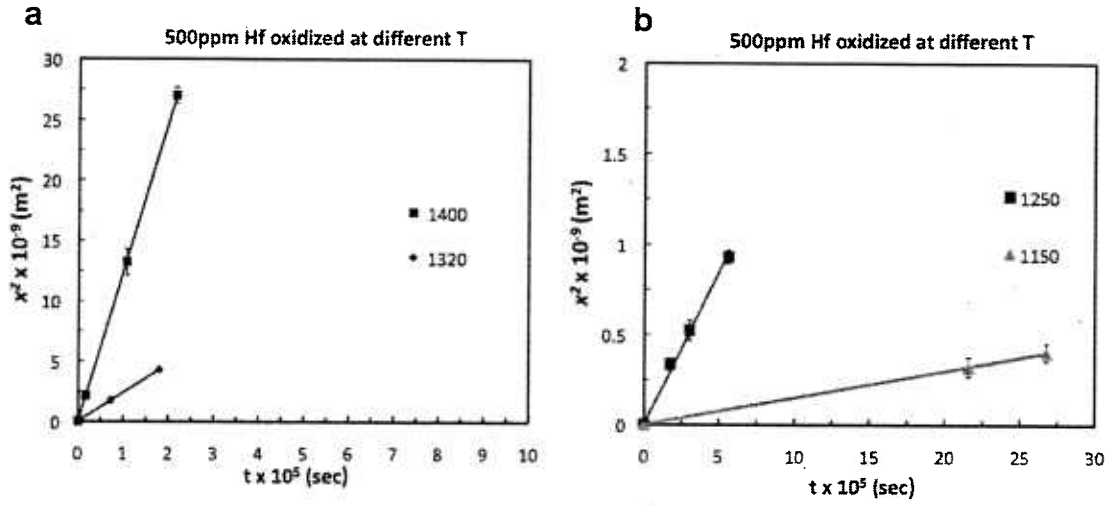 a
500ppm Hf oxidized at different T
30
25
20
15
10
5
0
x² x 10⁻⁹ (m²)
1400
1320
0 1 2 3 4 5 6 7 8 9 10
t x 10⁵ (sec)
b
500ppm Hf oxidized at different T
2
1.5
1
0.5
0
x² x 10⁻⁹ (m²)
1250
1150
0 5 10 15 20 25 30
t x 10⁵ (sec)